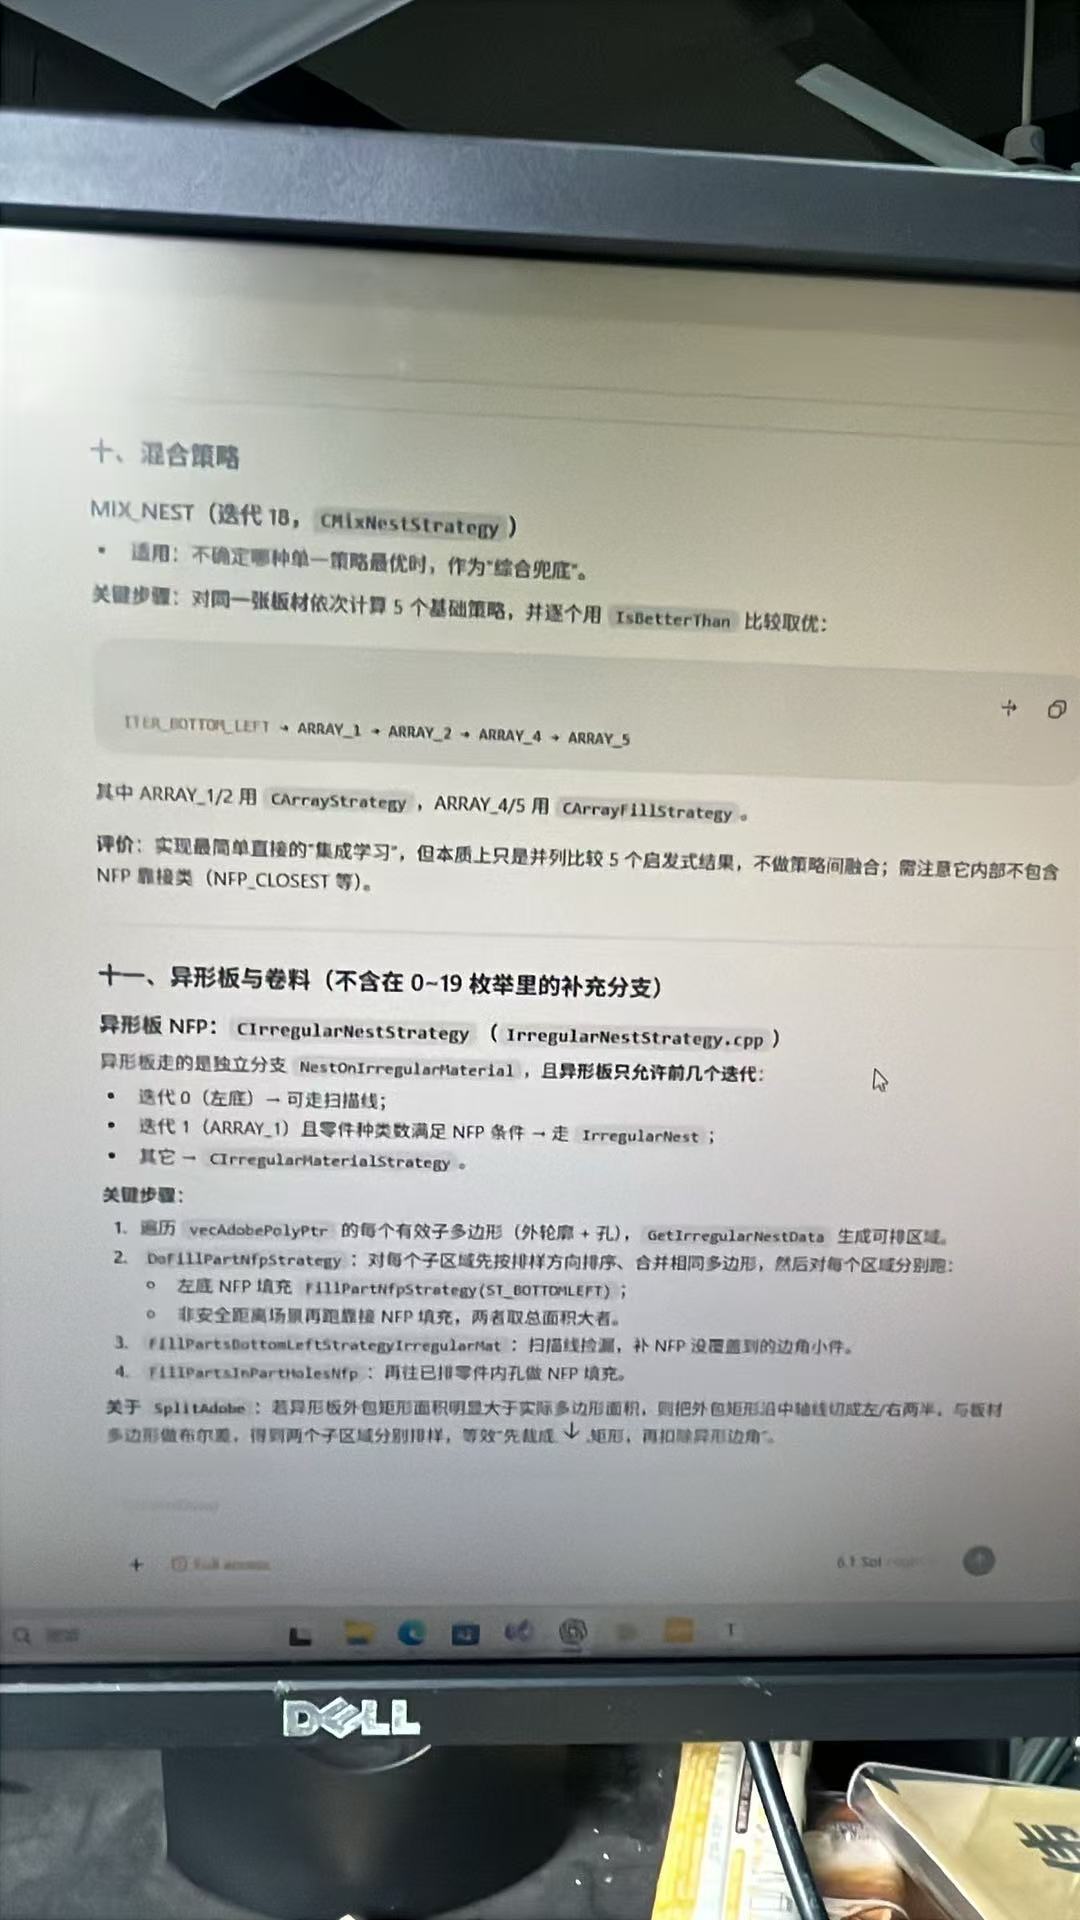 十、混合策略
MIX_NEST（迭代 18， CMixNestStrategy ）
• 适用：不确定哪种单一策略最优时，作为“综合兜底”。
关键步骤：对同一张板材依次计算 5 个基础策略，并逐个用 IsBetterThan 比较取优：
ITER_BOTTOM_LEFT → ARRAY_1 → ARRAY_2 → ARRAY_4 → ARRAY_5
其中 ARRAY_1/2 用 CArrayStrategy ，ARRAY_4/5 用 CArrayFillStrategy 。
评价：实现最简单直接的“集成学习”，但本质上只是并列比较 5 个启发式结果，不做策略间融合；需注意它内部不包含
NFP 靠接类（NFP_CLOSEST 等）。
十一、异形板与卷料（不含在 0~19 枚举里的补充分支）
异形板 NFP： CIrregularNestStrategy （ IrregularNestStrategy.cpp ）
异形板走的是独立分支 NestOnIrregularMaterial ，且异形板只允许前几个迭代：
• 迭代 0（左底）→ 可走扫描线；
• 迭代 1（ARRAY_1）且零件种类数满足 NFP 条件 → 走 IrregularNest ；
• 其它 → CIrregularMaterialStrategy 。
关键步骤：
1. 遍历 vecAdobePolyPtr 的每个有效子多边形（外轮廓 + 孔）， GetIrregularNestData 生成可排区域。
2. DoFillPartNfpStrategy ：对每个子区域先按排样方向排序、合并相同多边形，然后对每个区域分别跑：
○ 左底 NFP 填充 FillPartNfpStrategy(ST_BOTTOMLEFT) ；
○ 非安全距离场景再跑靠接 NFP 填充，两者取总面积大者。
3. FillPartsBottomLeftStrategyIrregularMat ：扫描线捡漏，补 NFP 没覆盖到的边角小件。
4. FillPartsInPartHolesNfp ：再往已排零件内孔做 NFP 填充。
关于 SplitAdobe ：若异形板外包矩形面积明显大于实际多边形面积，则把外包矩形沿中轴线切成左/右两半，与板材
多边形做布尔差，得到两个子区域分别排样，等效“先裁成 矩形，再扣除异形边角”。
+ Full access
6.1 Sol
DELL